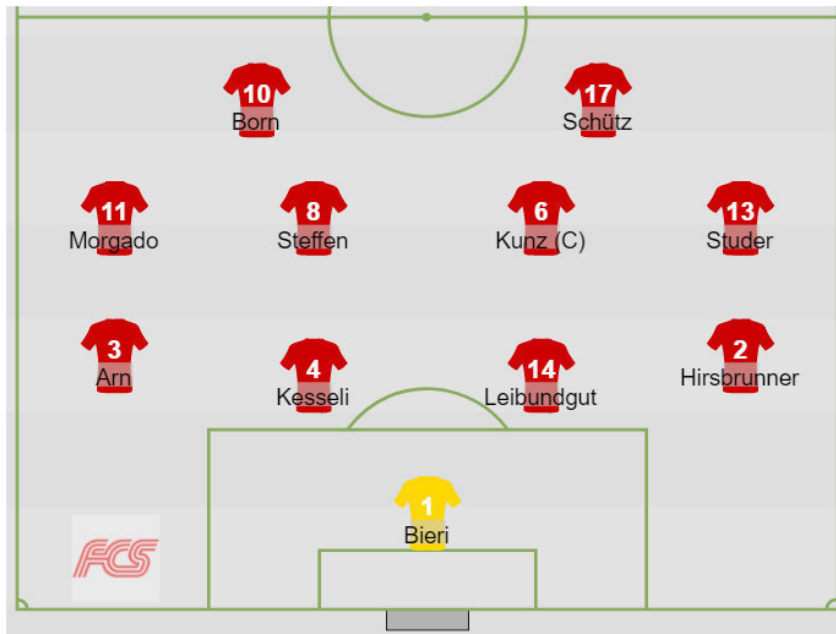 10 17
Born Schütz
11 8 6 13
Morgado Steffen Kunz (C) Studer
3 4 14 2
Arn Kesseli Leibundgut Hirsbrunner
1
Bieri
FCS